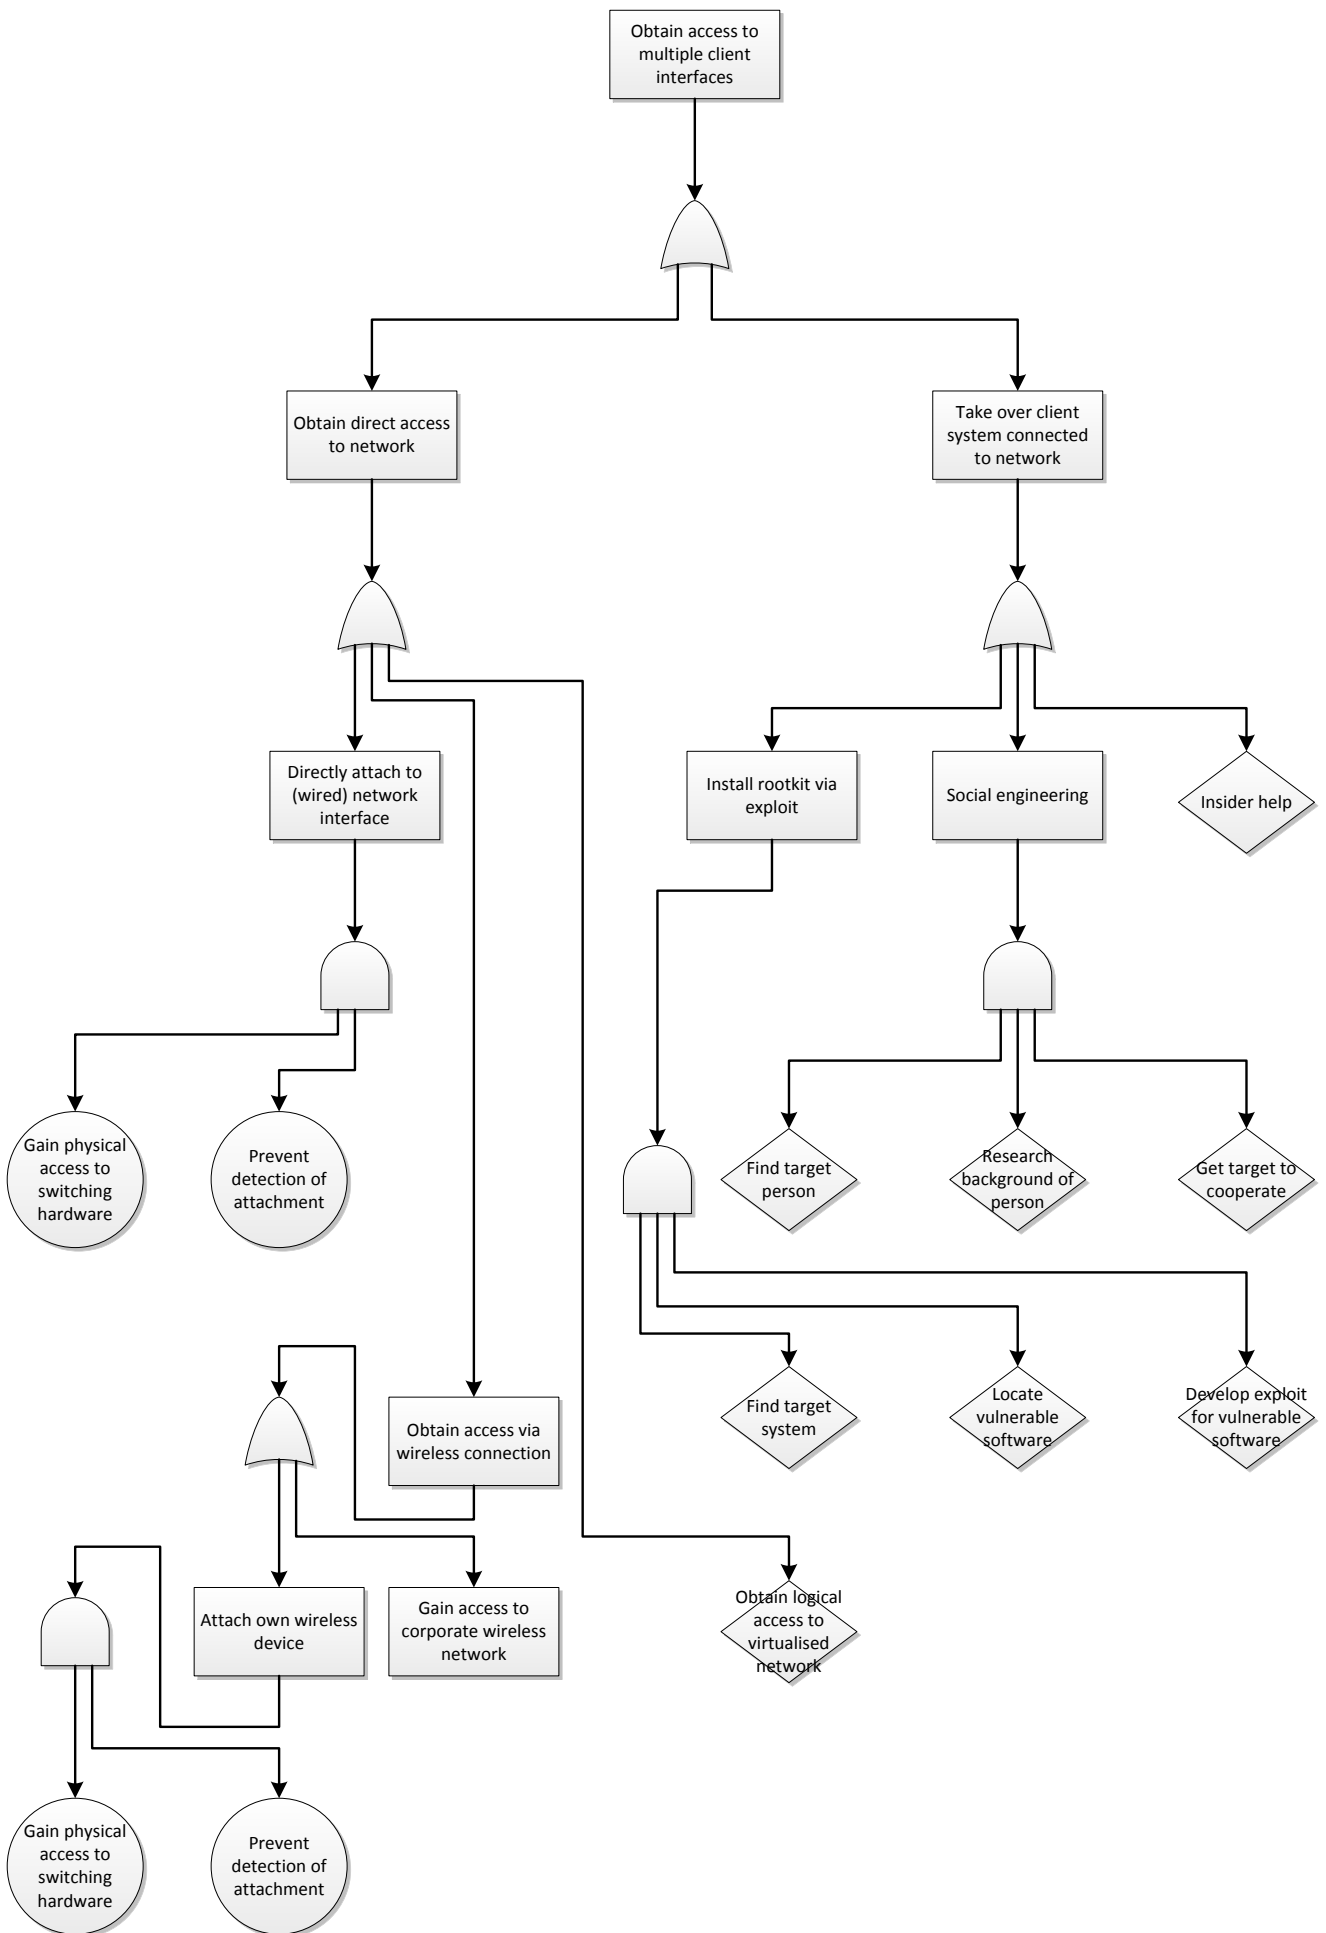 Obtain access to
multiple client
interfaces
Obtain direct access
to network
Take over client
system connected
to network
Directly attach to
(wired) network
interface
Install rootkit via
exploit
Social engineering
Insider help
Gain physical
access to
switching
hardware
Prevent
detection of
attachment
Find target
person
Research
background of
person
Get target to
cooperate
Obtain access via
wireless connection
Find target
system
Locate
vulnerable
software
Develop exploit
for vulnerable
software
Attach own wireless
device
Gain access to
corporate wireless
network
Obtain logical
access to
virtualised
network
Gain physical
access to
switching
hardware
Prevent
detection of
attachment